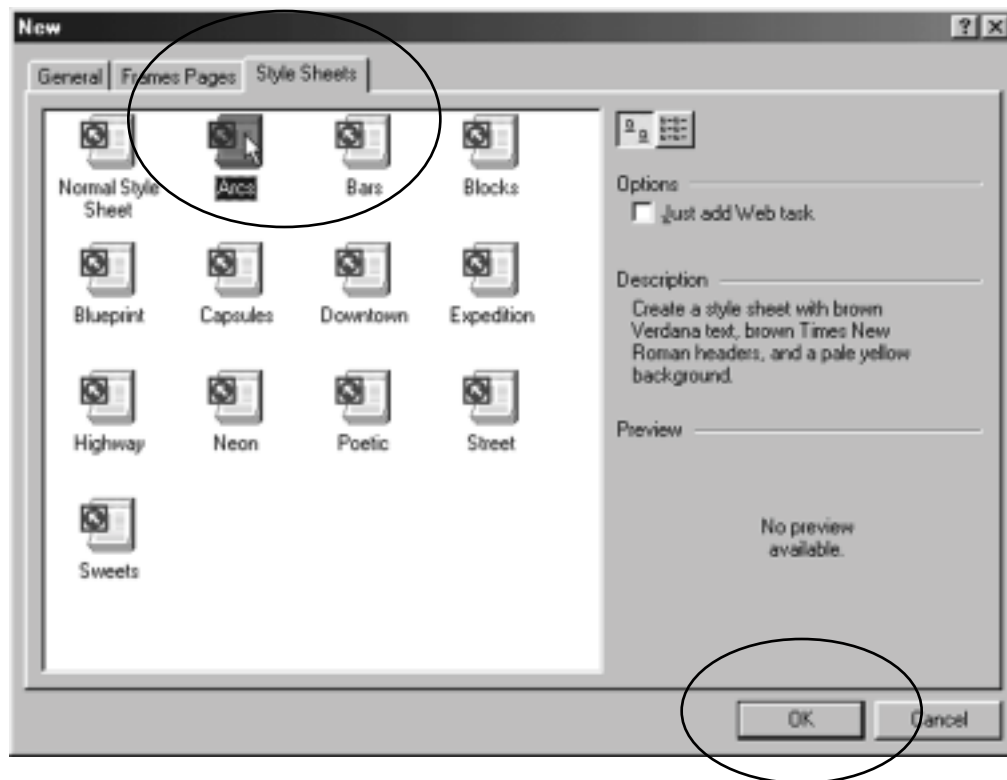 New
General Frames Pages Style Sheets
Normal Style
Sheet
Arcs
Bars
Blocks
Blueprint
Capsules
Downtown
Expedition
Highway
Neon
Poetic
Street
Sweets
Options
Just add Web task
Description
Create a style sheet with brown
Verdana text, brown Times New
Roman headers, and a pale yellow
background.
Preview
No preview
available.
OK Cancel